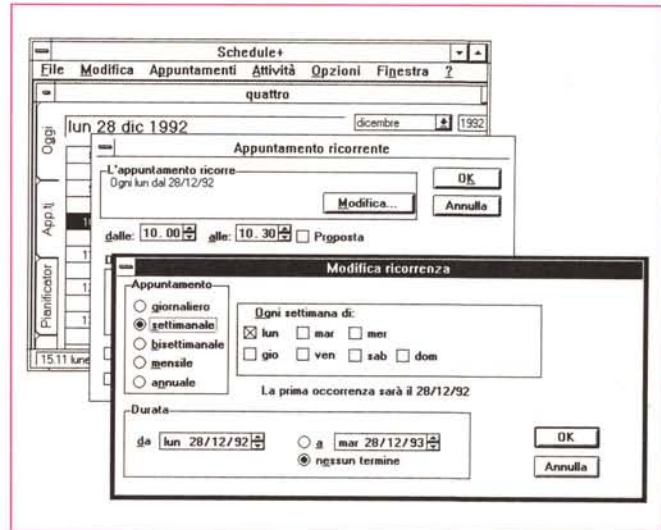 Schedule+
File Modifica Appuntamenti Attività Opzioni Finestra ?
quattro
Oggi
App.ti
Pianificator
lun 28 dic 1992
dicembre
1992
Appuntamento ricorrente
L'appuntamento ricorre
Ogni lun dal 28/12/92
Modifica...
OK
Annulla
dalle: 10.00 alle: 10.30 Proposta
Modifica ricorrenza
Appuntamento
giornaliero
settimanale
bisettimanale
mensile
annuale
Ogni settimana di:
lun mar mer
gio ven sab dom
La prima occorrenza sarà il 28/12/92
Durata
da lun 28/12/92
a mar 28/12/93
nessun termine
OK
Annulla
15.11 lune